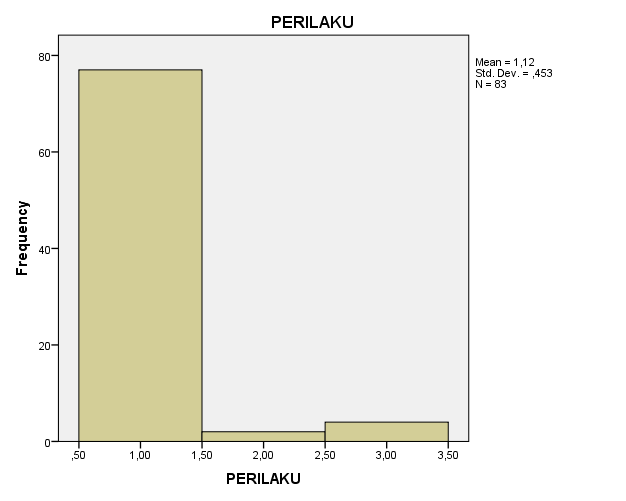 PERILAKU
Mean = 1,12
Std. Dev. = ,453
N = 83
Frequency
80
60
40
20
0
,50 1,00 1,50 2,00 2,50 3,00 3,50
PERILAKU